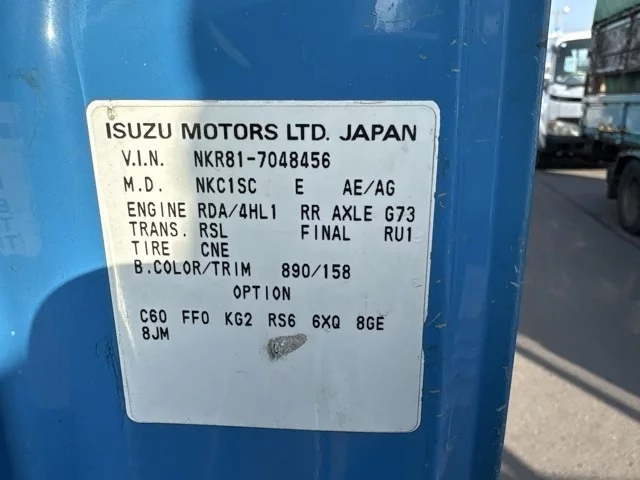 ISUZU MOTORS LTD. JAPAN
V.I.N. NKR81-7048456
M.D. NKC1SC E AE/AG
ENGINE RDA/4HL1 RR AXLE G73
TRANS. RSL FINAL RU1
TIRE CNE
B.COLOR/TRIM 890/158
OPTION
C60 FF0 KG2 RS6 6XQ 8GE
8JM